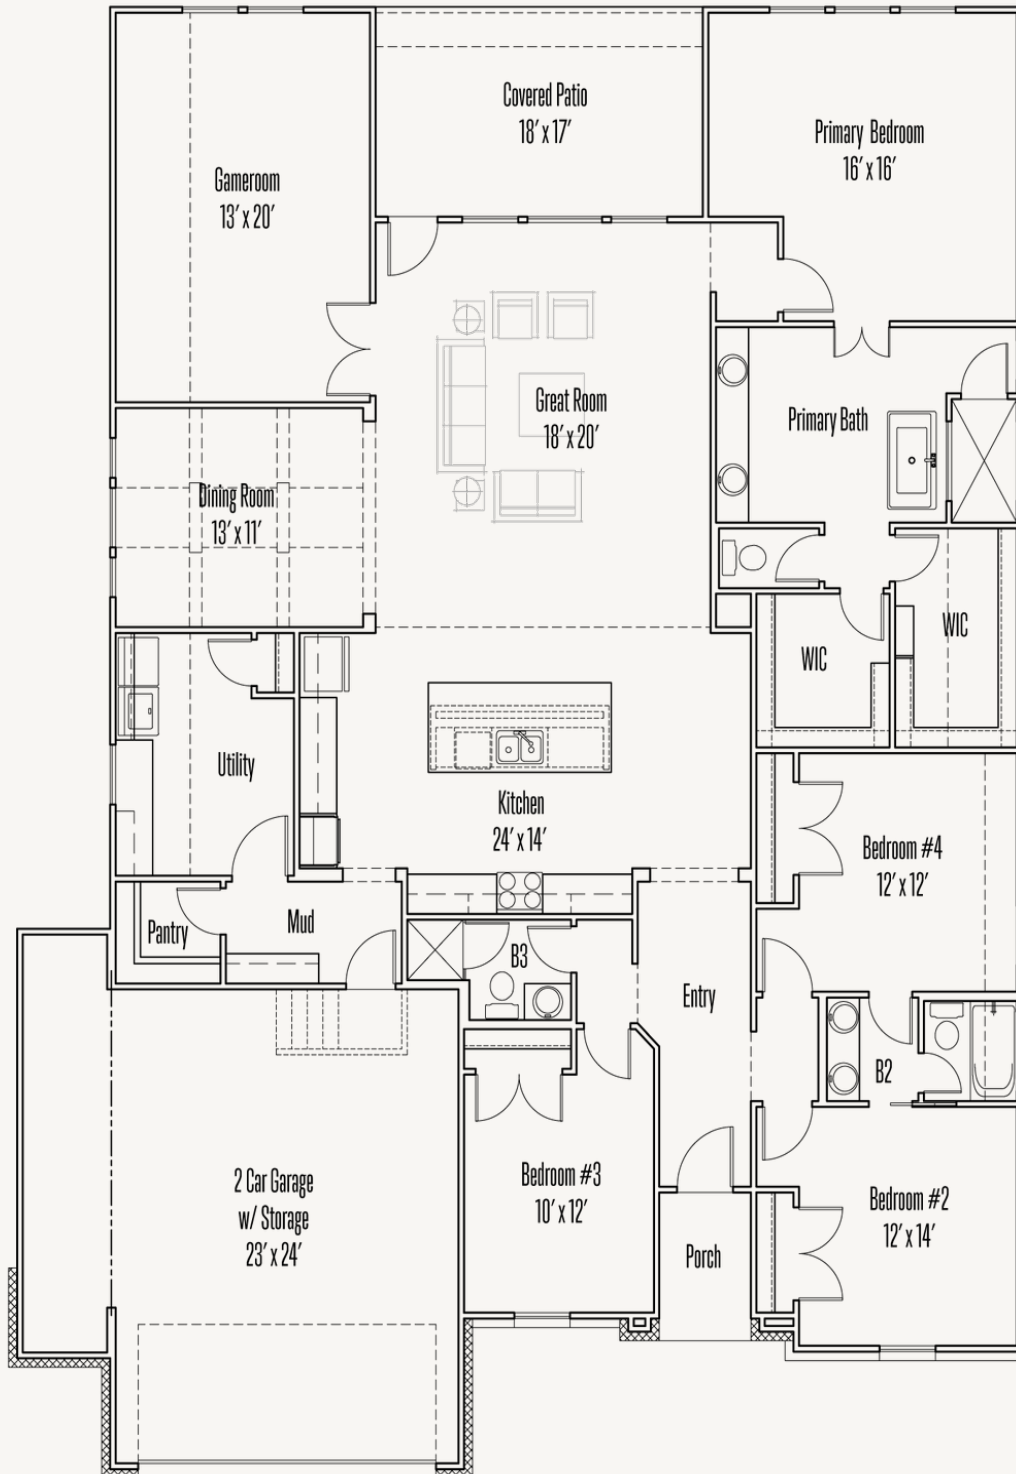 Covered Patio
18' x 17'
Primary Bedroom
16' x 16'
Gameroom
13' x 20'
Great Room
18' x 20'
Primary Bath
Dining Room
13' x 11'
WIC
WIC
Utility
Kitchen
24' x 14'
Bedroom #4
12' x 12'
Pantry
Mud
B3
Entry
B2
2 Car Garage
w/ Storage
23' x 24'
Bedroom #3
10' x 12'
Porch
Bedroom #2
12' x 14'